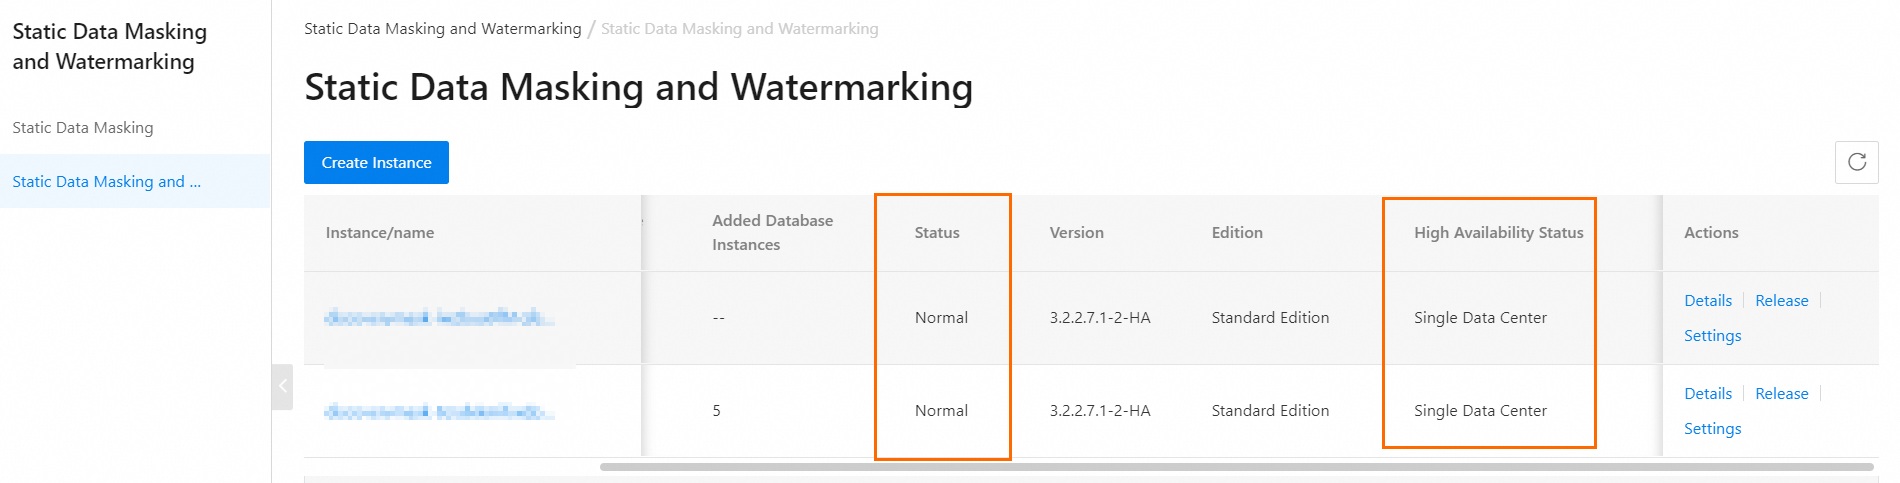 Static Data Masking
and Watermarking
Static Data Masking
Static Data Masking and ...
Static Data Masking and Watermarking / Static Data Masking and Watermarking
Static Data Masking and Watermarking
Create Instance
Instance/name
Added Database
Instances
Status
Version
Edition
High Availability Status
Actions
--
Normal
3.2.2.7.1-2-HA
Standard Edition
Single Data Center
Details
Release
Settings
5
Normal
3.2.2.7.1-2-HA
Standard Edition
Single Data Center
Details
Release
Settings